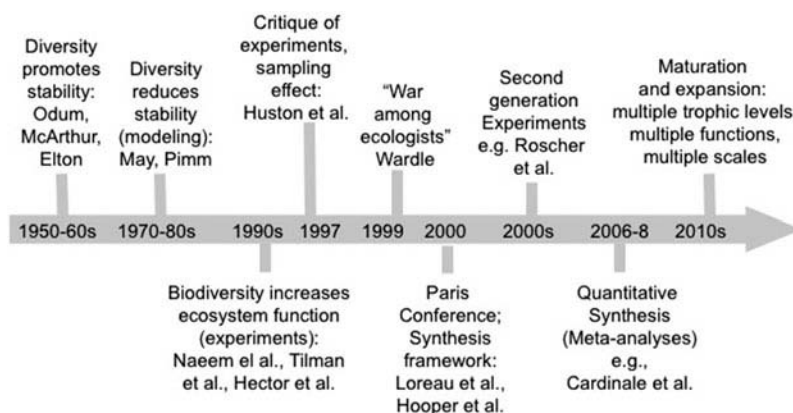 Diversity
promotes
stability:
Odum,
McArthur,
Elton
Diversity
reduces
stability
(modeling):
May, Pimm
Critique of
experiments,
sampling
effect:
Huston et al.
“War
among
ecologists”
Wardle
Second
generation
Experiments
e.g. Roscher
et al.
Maturation
and expansion:
multiple trophic levels
multiple functions,
multiple scales
1950-60s 1970-80s 1990s 1997 1999 2000 2000s 2006-8 2010s
Biodiversity increases
ecosystem function
(experiments):
Naeem el al., Tilman
et al., Hector et al.
Paris
Conference;
Synthesis
framework:
Loreau et al.,
Hooper et al.
Quantitative
Synthesis
(Meta-analyses)
e.g.,
Cardinale et al.